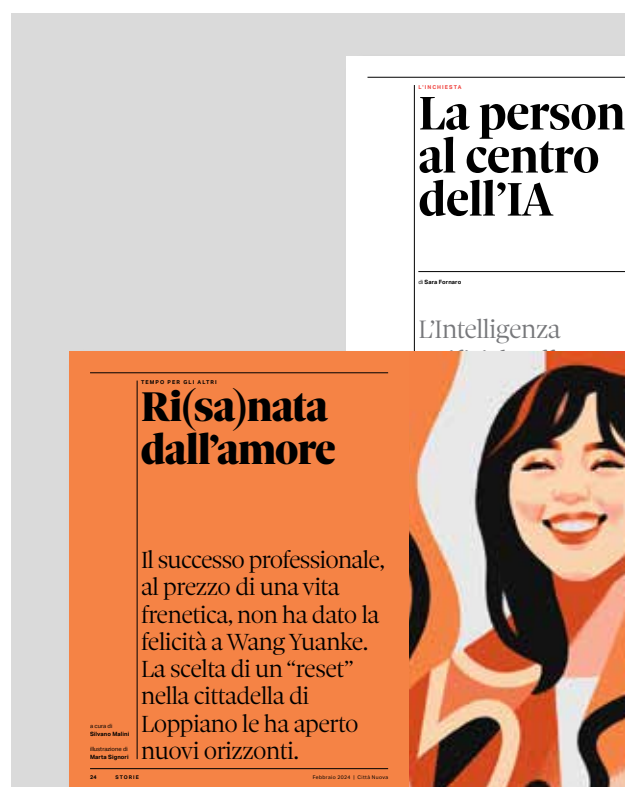 L'INCHIESTA
La person
al centro
dell'IA
di Sara Fornaro
L'Intelligenza
TEMPO PER GLI ALTRI
Ri(sa)nata
dall'amore
Il successo professionale,
al prezzo di una vita
frenetica, non ha dato la
felicità a Wang Yuanke.
La scelta di un “reset”
nella cittadella di
Loppiano le ha aperto
nuovi orizzonti.
a cura di
Silvano Malini
illustrazione di
Marta Signori
24 STORIE
Febbraio 2024 | Città Nuova